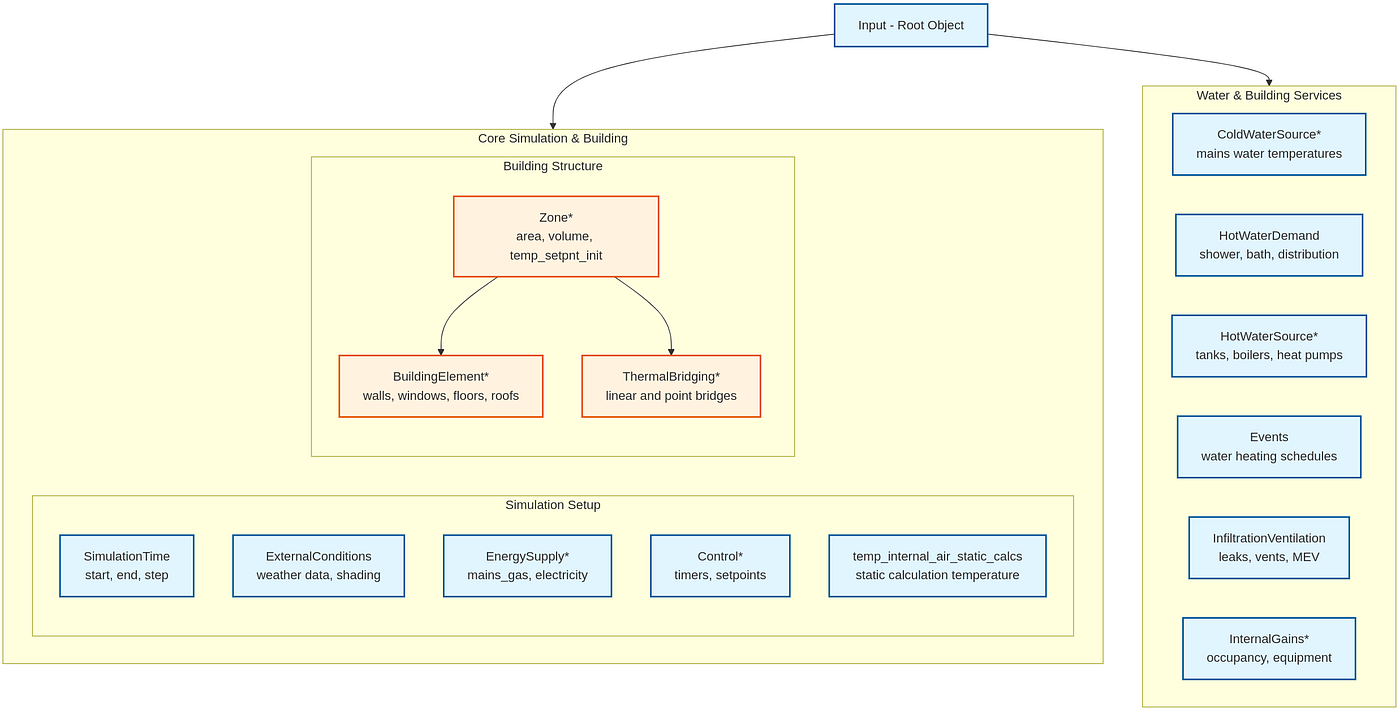 Input - Root Object
Core Simulation & Building
Building Structure
Zone*
area, volume,
temp_setpnt_init
BuildingElement*
walls, windows, floors, roofs
ThermalBridging*
linear and point bridges
Simulation Setup
SimulationTime
start, end, step
ExternalConditions
weather data, shading
EnergySupply*
mains_gas, electricity
Control*
timers, setpoints
temp_internal_air_static_calcs
static calculation temperature
Water & Building Services
ColdWaterSource*
mains water temperatures
HotWaterDemand
shower, bath, distribution
HotWaterSource*
tanks, boilers, heat pumps
Events
water heating schedules
InfiltrationVentilation
leaks, vents, MEV
InternalGains*
occupancy, equipment